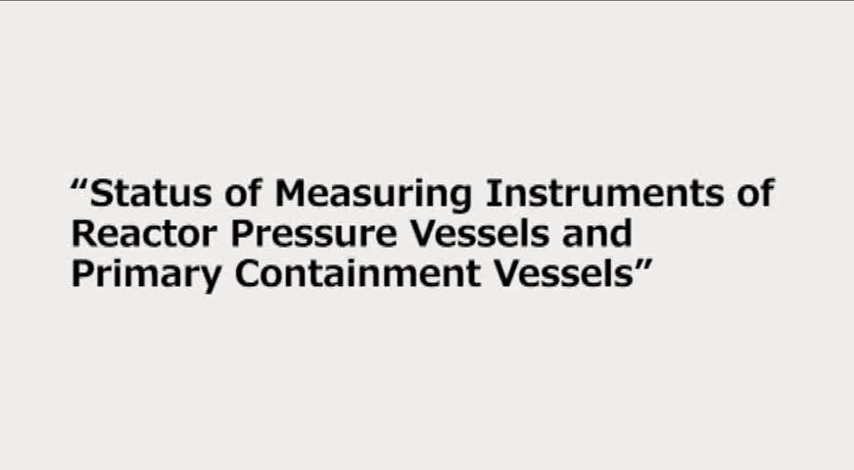 “Status of Measuring Instruments of
Reactor Pressure Vessels and
Primary Containment Vessels”